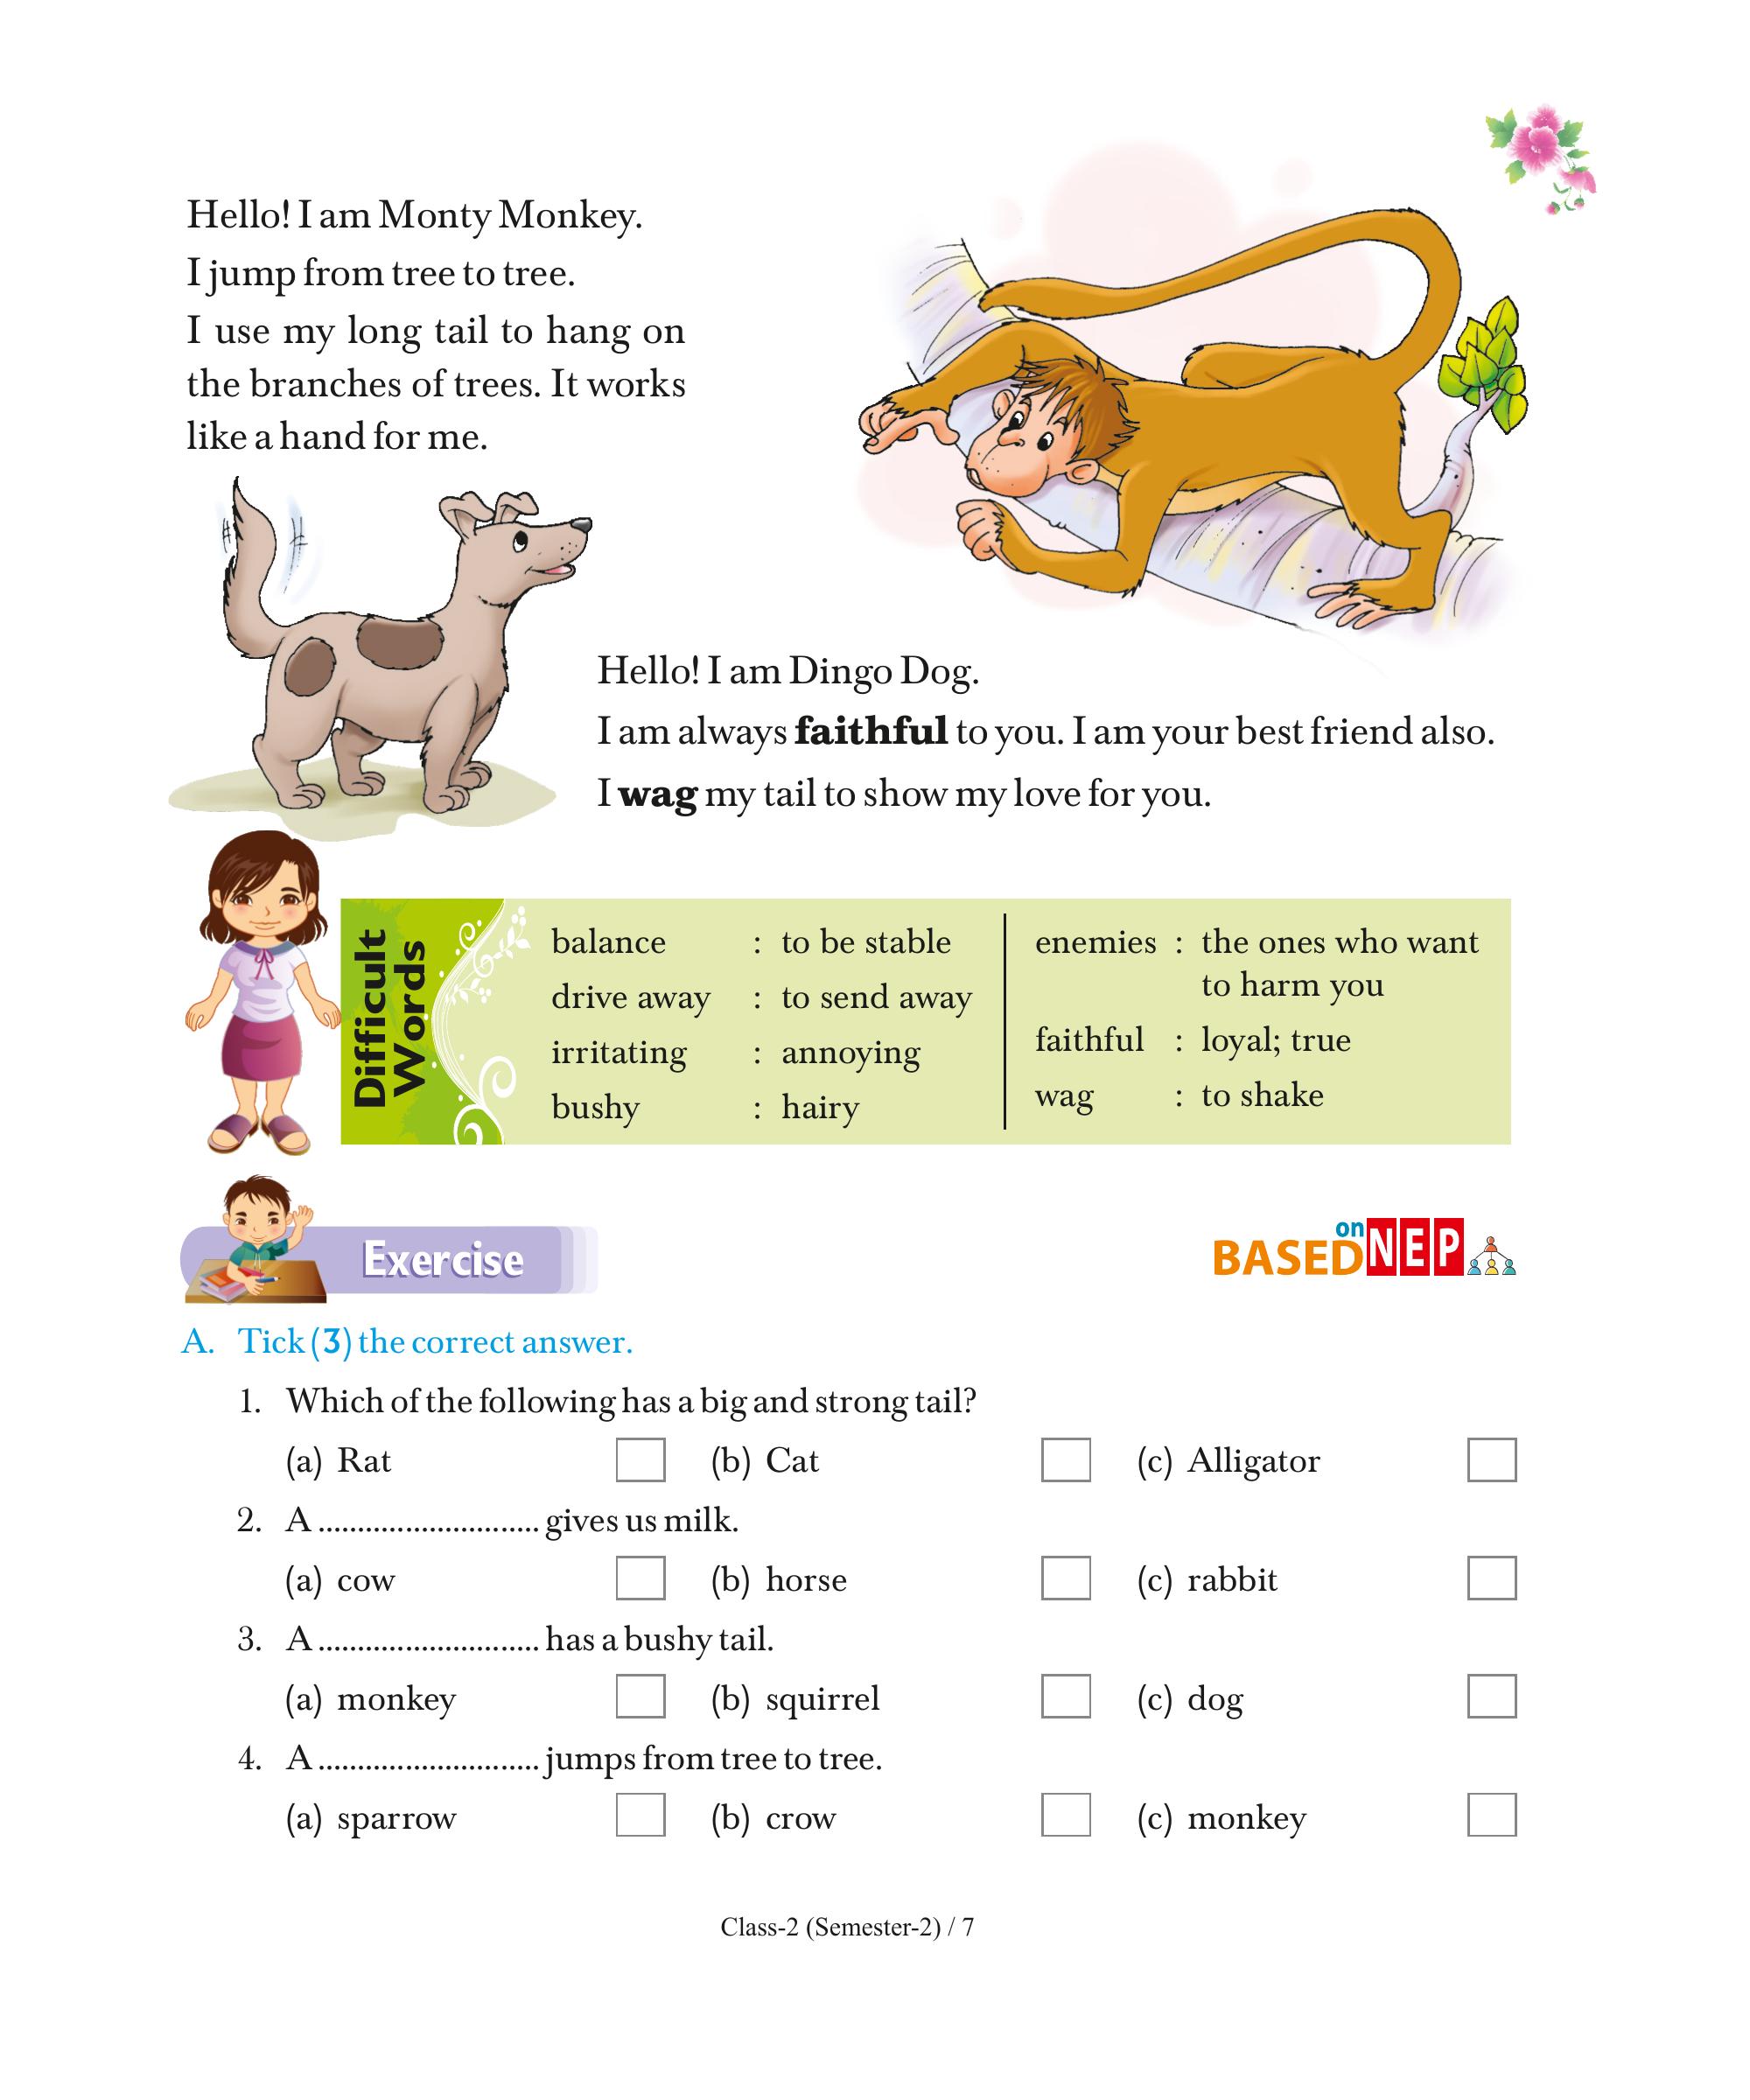 Hello! I am Monty Monkey.
I jump from tree to tree.
I use my long tail to hang on
the branches of trees. It works
like a hand for me.
Hello! I am Dingo Dog.
I am always faithful to you. I am your best friend also.
I wag my tail to show my love for you.
Difficult
Words
balance : to be stable
drive away : to send away
irritating : annoying
bushy : hairy
enemies : the ones who want
to harm you
faithful : loyal; true
wag : to shake
Exercise
BASED on NEP
A. Tick (3) the correct answer.
1. Which of the following has a big and strong tail?
(a) Rat (b) Cat (c) Alligator
2. A ............................ gives us milk.
(a) cow (b) horse (c) rabbit
3. A ............................ has a bushy tail.
(a) monkey (b) squirrel (c) dog
4. A ............................ jumps from tree to tree.
(a) sparrow (b) crow (c) monkey
Class-2 (Semester-2) / 7